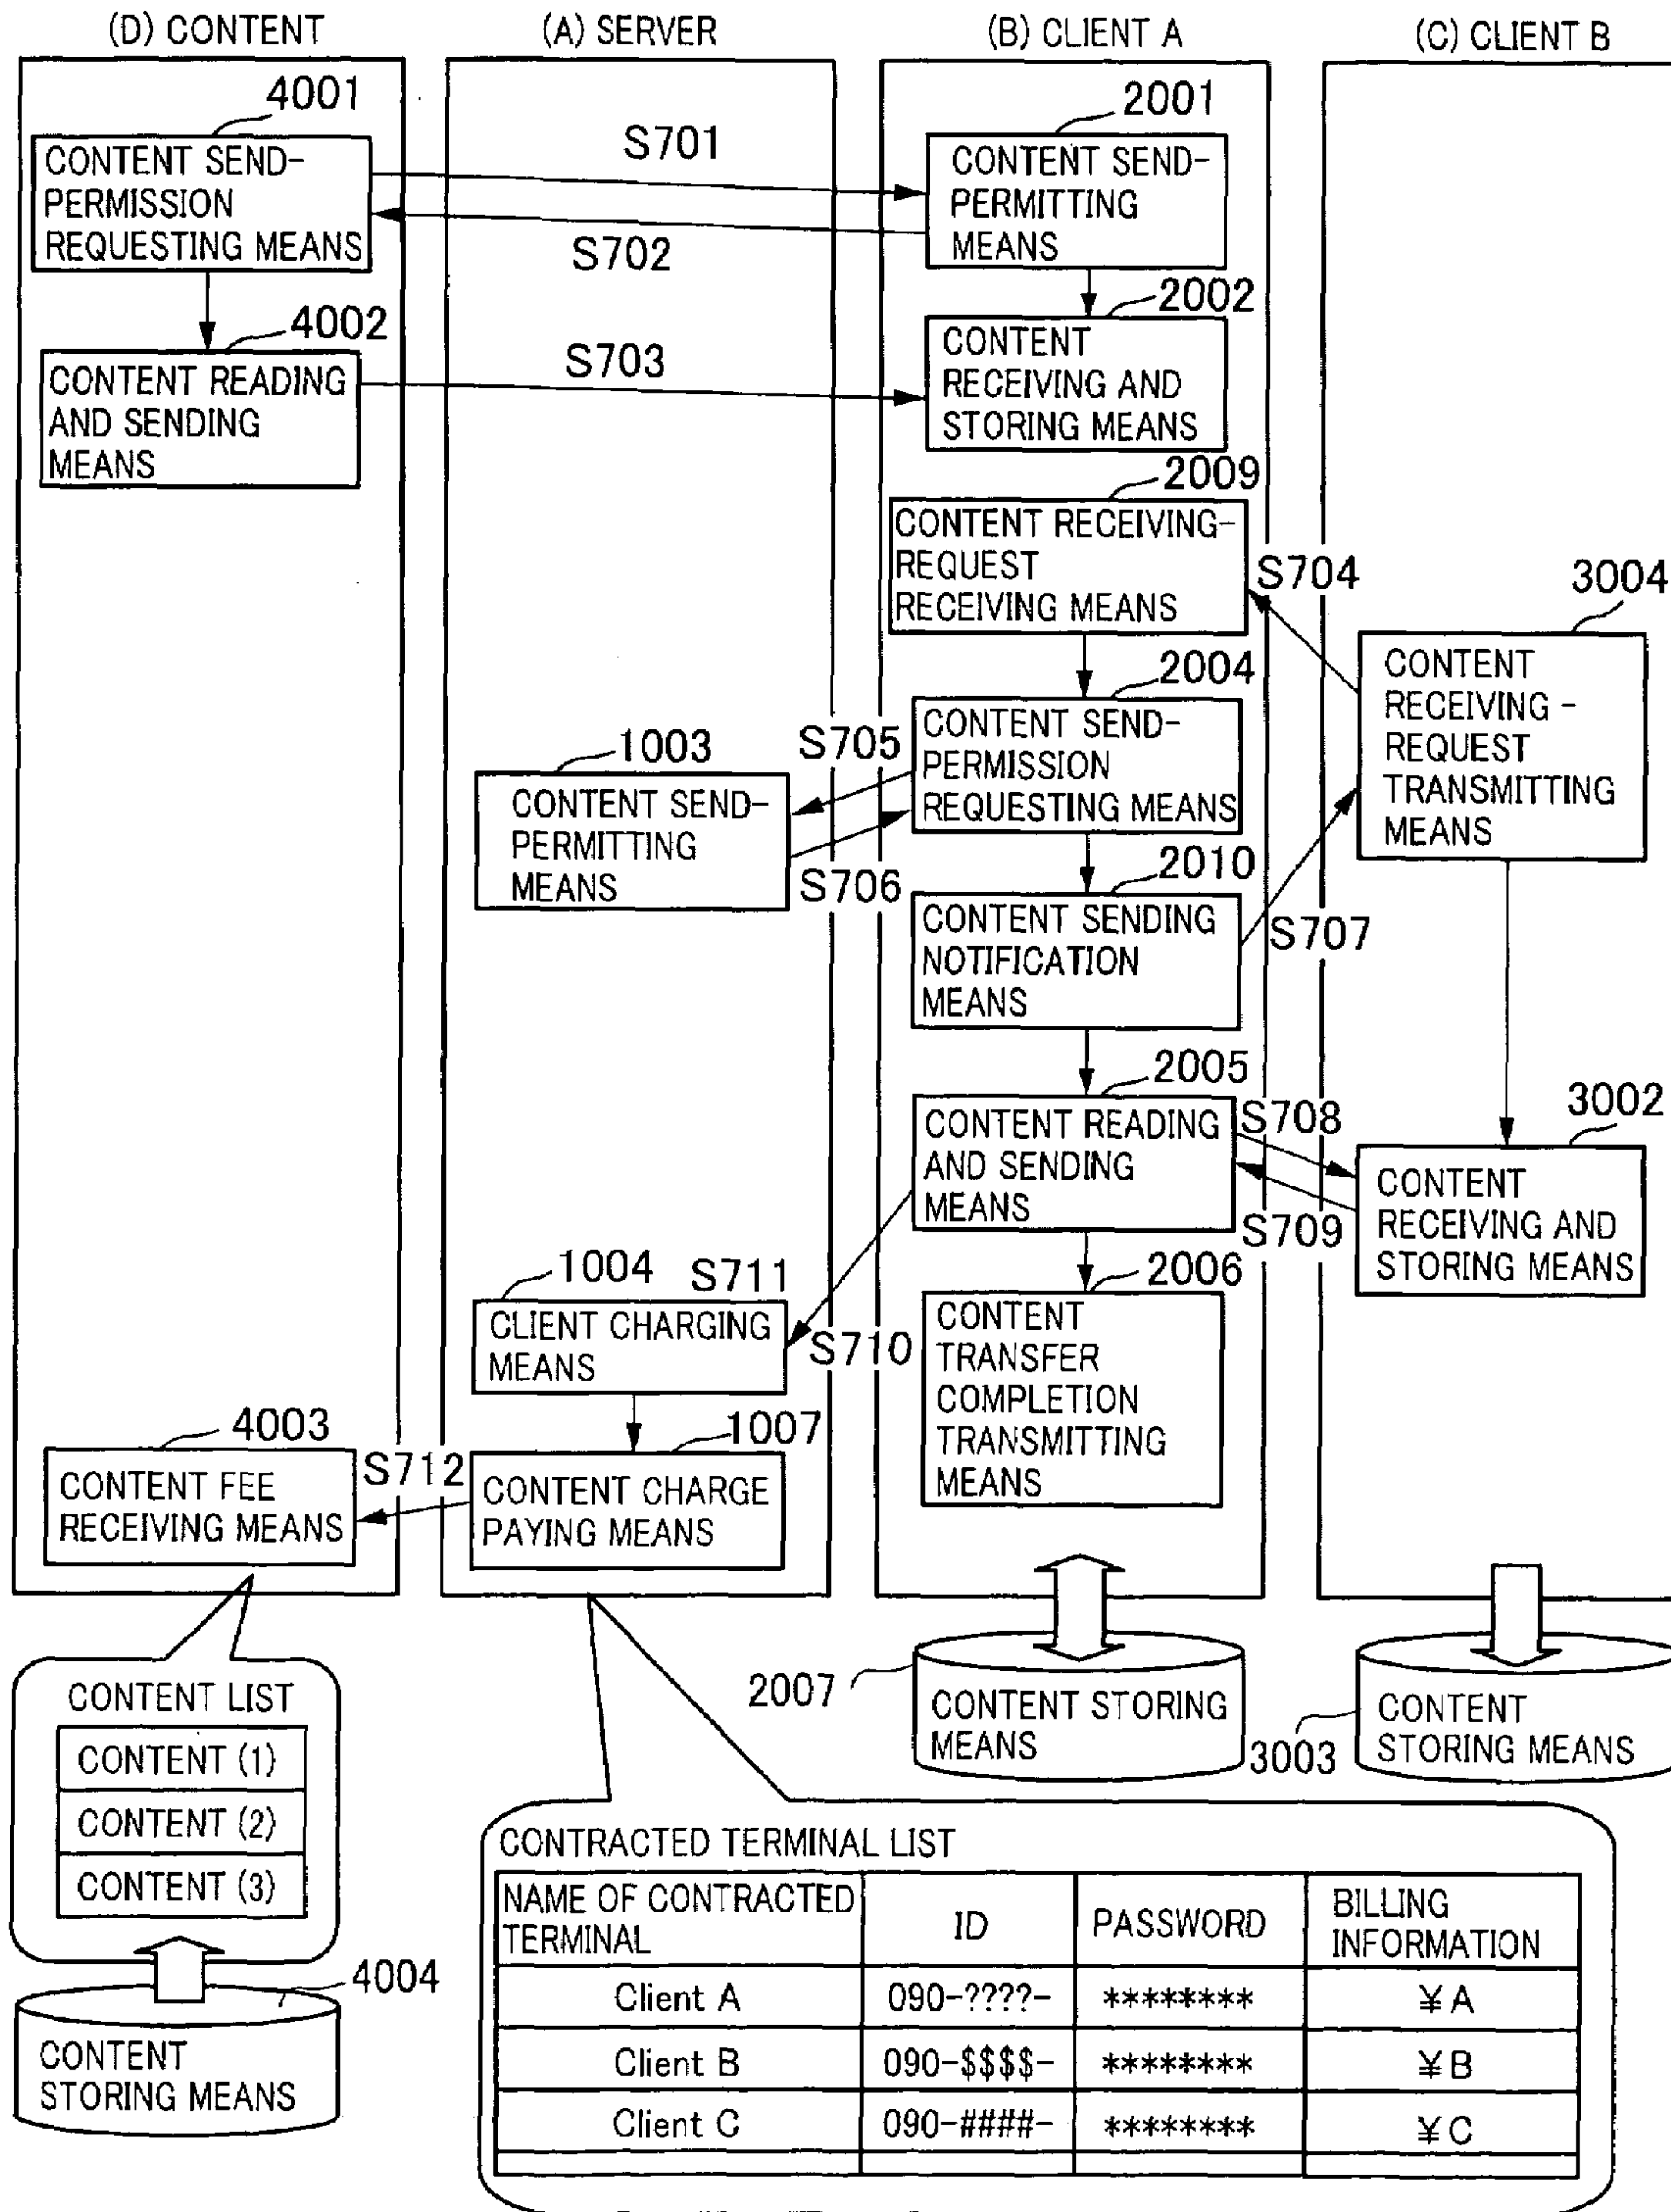 (D) CONTENT
(A) SERVER
(B) CLIENT A
(C) CLIENT B
4001
CONTENT SEND-
PERMISSION
REQUESTING MEANS
S701
S702
2001
CONTENT SEND-
PERMITTING
MEANS
4002
CONTENT READING
AND SENDING
MEANS
S703
2002
CONTENT
RECEIVING AND
STORING MEANS
2009
CONTENT RECEIVING-
REQUEST
RECEIVING MEANS
S704
3004
CONTENT
RECEIVING-
REQUEST
TRANSMITTING
MEANS
2004
CONTENT SEND-
PERMISSION
REQUESTING MEANS
1003
CONTENT SEND-
PERMITTING
MEANS
S705
S706
2010
CONTENT SENDING
NOTIFICATION
MEANS
S707
2005
CONTENT READING
AND SENDING
MEANS
S708
S709
3002
CONTENT
RECEIVING AND
STORING MEANS
1004
S711
CLIENT CHARGING
MEANS
S710
2006
CONTENT
TRANSFER
COMPLETION
TRANSMITTING
MEANS
4003
CONTENT FEE
RECEIVING MEANS
S712
1007
CONTENT CHARGE
PAYING MEANS
CONTENT LIST
CONTENT (1)
CONTENT (2)
CONTENT (3)
4004
CONTENT
STORING MEANS
2007
CONTENT STORING
MEANS
3003
CONTENT
STORING MEANS
CONTRACTED TERMINAL LIST
NAME OF CONTRACTED
TERMINAL
ID
PASSWORD
BILLING
INFORMATION
Client A 090-????- ******** ¥A
Client B 090-$$$$- ******** ¥B
Client C 090-####- ******** ¥C